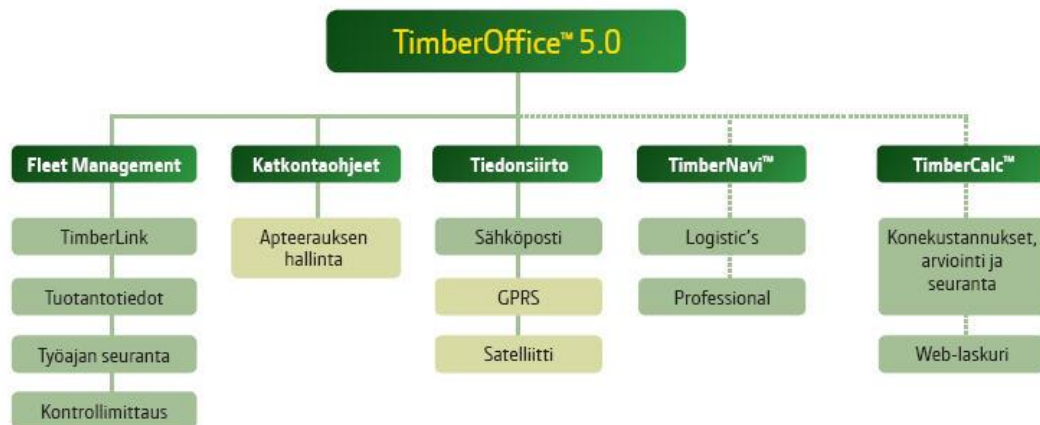 TimberOffice™ 5.0
Fleet Management
Katkontaohjeet
Tiedonsiirto
TimberNavi™
TimberCalc™
TimberLink
Tuotantotiedot
Työajan seuranta
Kontrollimittaus
Apteerauksen
hallinta
Sähköposti
GPRS
Satelliitti
Logistic's
Professional
Konekustannukset,
arviointi ja
seuranta
Web-laskuri